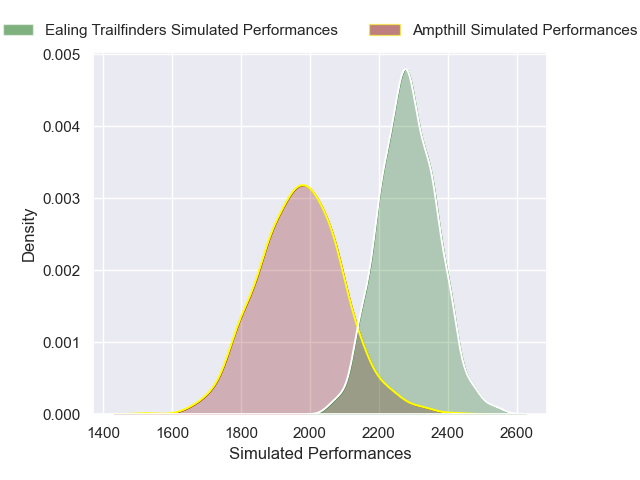 Ealing Trailfinders Simulated Performances
Ampthill Simulated Performances
0.005
0.004
0.003
0.002
0.001
0.000
Density
1400 1600 1800 2000 2200 2400 2600
Simulated Performances